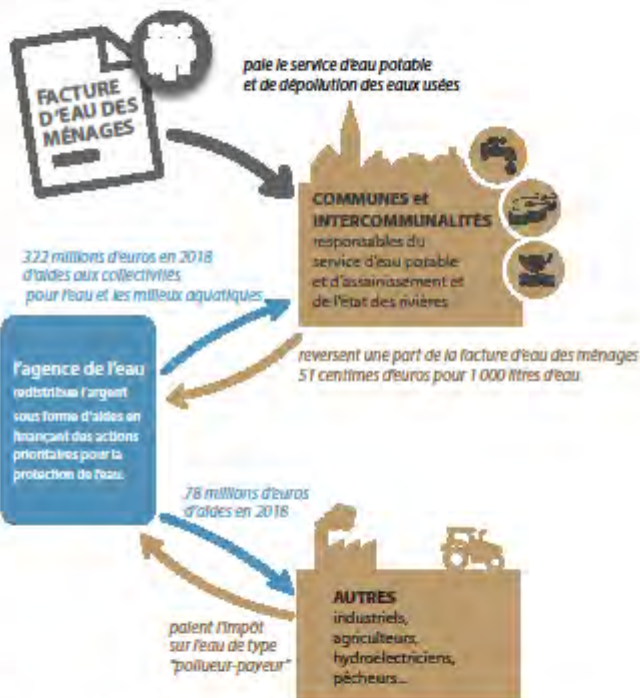 FACTURE
D'EAU DES
MÉNAGES
paie le service d'eau potable
et de dépollution des eaux usées
COMMUNES et
INTERCOMMUNALITÉS
responsables du
service d'eau potable
et d'assainissement et
de l'état des rivières
322 millions d'euros en 2018
d'aides aux collectivités
pour l'eau et les milieux aquatiques
reversent une part de la facture d'eau des ménages
51 centimes d'euros pour 1 000 litres d'eau
l'agence de l'eau
redistribue l'argent
sous forme d'aides en
finançant des actions
prioritaires pour la
protection de l'eau.
78 millions d'euros
d'aides en 2018
paient l'impôt
sur l'eau de type
"pollueur-payeur"
AUTRES
industriels,
agriculteurs,
hydroélectriciens,
pêcheurs...